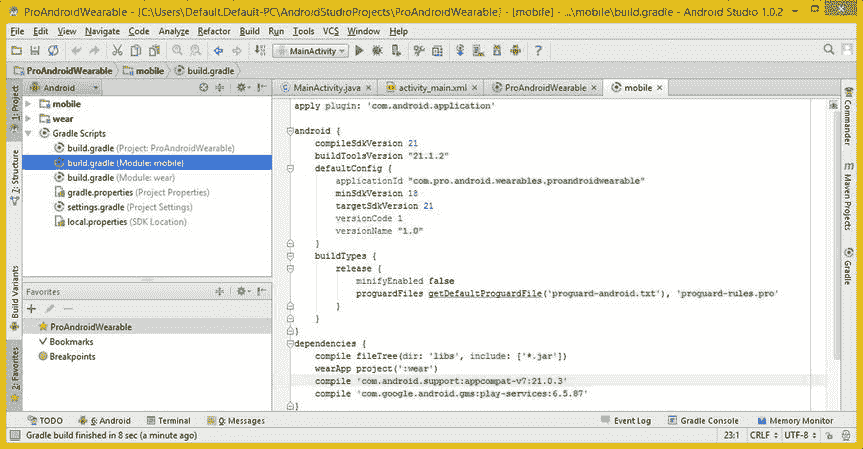 ProAndroidWearable - [C:\Users\Default.Default-PC\AndroidStudioProjects\ProAndroidWearable] - [mobile] - ...\mobile\build.gradle - Android Studio 1.0.2
File Edit View Navigate Code Analyze Refactor Build Run Tools VCS Window Help
MainActivity
ProAndroidWearable mobile build.gradle
Android
MainActivity.java activity_main.xml ProAndroidWearable mobile
1: Project
7: Structure
Build Variants
2: Favorites
mobile
wear
Gradle Scripts
build.gradle (Project: ProAndroidWearable)
build.gradle (Module: mobile)
build.gradle (Module: wear)
gradle.properties (Project Properties)
settings.gradle (Project Settings)
local.properties (SDK Location)
Favorites
ProAndroidWearable
Bookmarks
Breakpoints
apply plugin: 'com.android.application'
android {
compileSdkVersion 21
buildToolsVersion "21.1.2"
defaultConfig {
applicationId "com.pro.android.wearables.proandroidwearable"
minSdkVersion 18
targetSdkVersion 21
versionCode 1
versionName "1.0"
}
buildTypes {
release {
minifyEnabled false
proguardFiles getDefaultProguardFile('proguard-android.txt'), 'proguard-rules.pro'
}
}
}
dependencies {
compile fileTree(dir: 'libs', include: ['*.jar'])
wearApp project(':wear')
compile 'com.android.support:appcompat-v7:21.0.3'
compile 'com.google.android.gms:play-services:6.5.87'
}
Commander
m Maven Projects
Gradle
TODO 6: Android Terminal 0: Messages Event Log Gradle Console Memory Monitor
Gradle build finished in 8 sec (a minute ago) 23:1 CRLF UTF-8